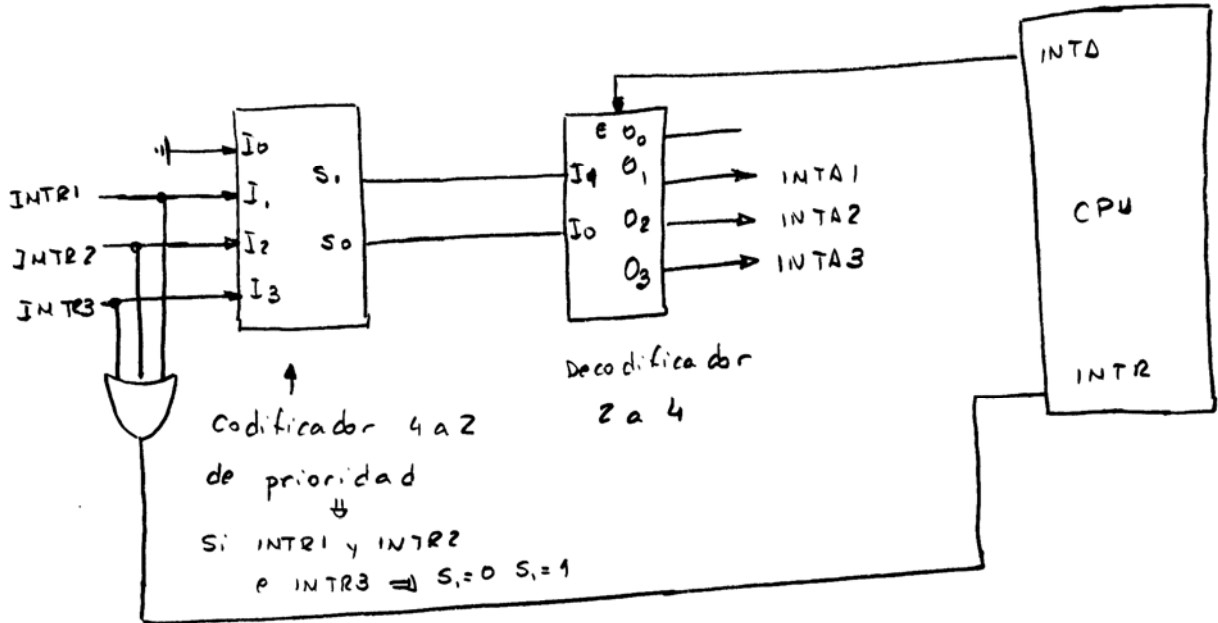 INTA
e O0
I0
O1
INTR1
I1
S1
I1
INTA1
CPU
INTR2
I2
S0
I0
O2
INTA2
INTR3
I3
O3
INTA3
INTR
Decodificador
2 a 4
Codificador 4 a 2
de prioridad
⇓
Si INTR1 y INTR2
e INTR3 ⇒ S1=0 S1=1